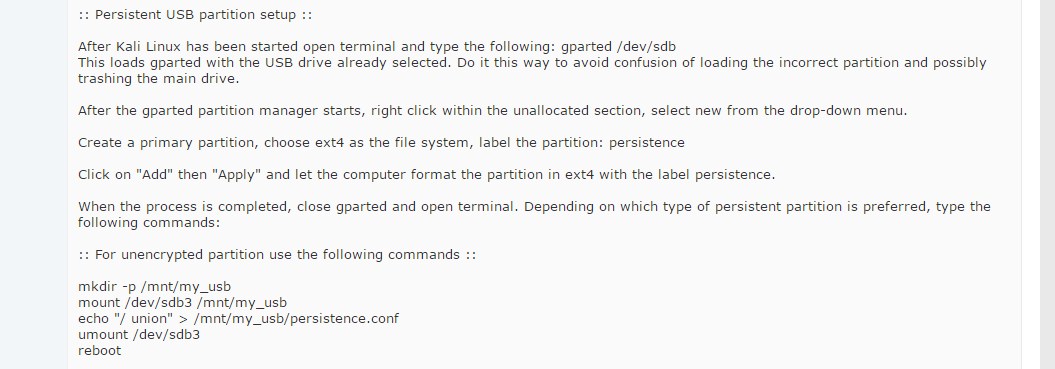 :: Persistent USB partition setup ::
After Kali Linux has been started open terminal and type the following: gparted /dev/sdb
This loads gparted with the USB drive already selected. Do it this way to avoid confusion of loading the incorrect partition and possibly
trashing the main drive.
After the gparted partition manager starts, right click within the unallocated section, select new from the drop-down menu.
Create a primary partition, choose ext4 as the file system, label the partition: persistence
Click on "Add" then "Apply" and let the computer format the partition in ext4 with the label persistence.
When the process is completed, close gparted and open terminal. Depending on which type of persistent partition is preferred, type the
following commands:
:: For unencrypted partition use the following commands ::
mkdir -p /mnt/my_usb
mount /dev/sdb3 /mnt/my_usb
echo "/ union" > /mnt/my_usb/persistence.conf
umount /dev/sdb3
reboot